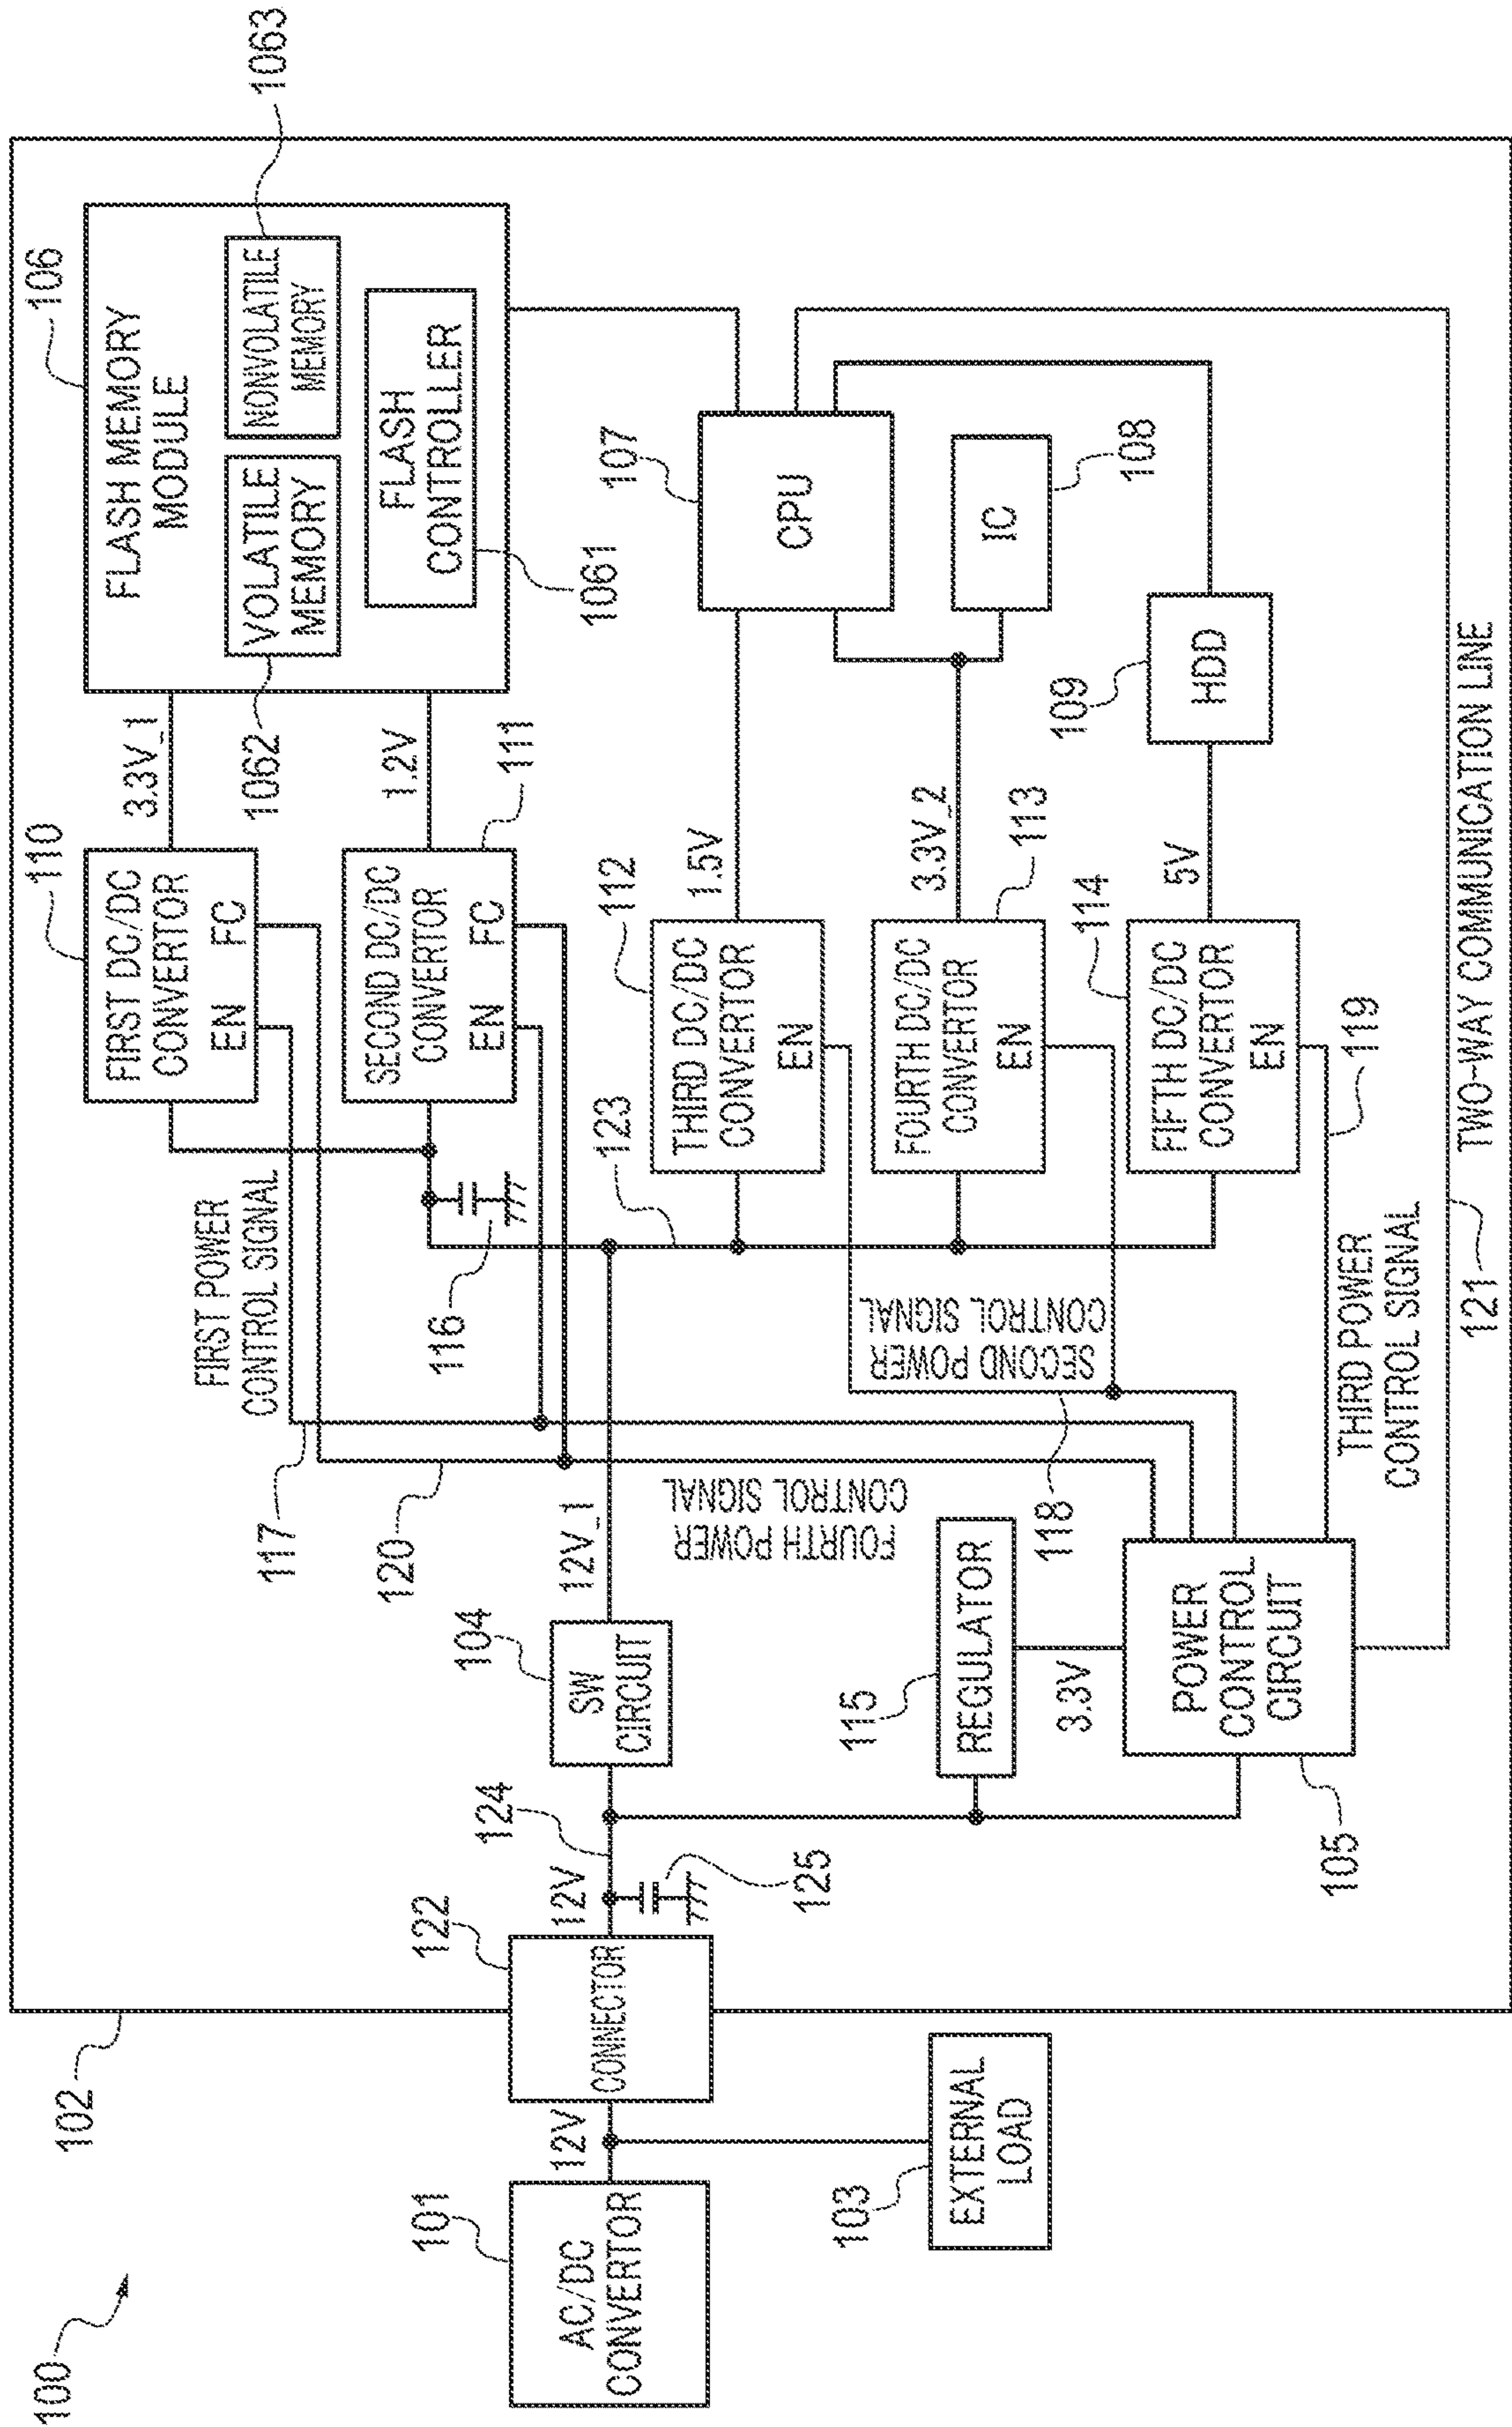 100
101
AC/DC
CONVERTOR
12V
103
EXTERNAL
LOAD
102
122
CONNECTOR
12V
124
125
104
SW
CIRCUIT
12V_1
115
REGULATOR
3.3V
105
POWER
CONTROL
CIRCUIT
117
120
FIRST POWER
CONTROL SIGNAL
FOURTH POWER
CONTROL SIGNAL
118
SECOND POWER
CONTROL SIGNAL
THIRD POWER
CONTROL SIGNAL
119
121
TWO-WAY COMMUNICATION LINE
116
123
110
FIRST DC/DC
CONVERTOR
EN FC
3.3V_1
111
SECOND DC/DC
CONVERTOR
EN FC
1.2V
112
THIRD DC/DC
CONVERTOR
EN
1.5V
113
FOURTH DC/DC
CONVERTOR
EN
3.3V_2
114
FIFTH DC/DC
CONVERTOR
EN
5V
106
FLASH MEMORY
MODULE
1062
VOLATILE
MEMORY
1063
NONVOLATILE
MEMORY
1061
FLASH
CONTROLLER
107
CPU
108
IC
109
HDD